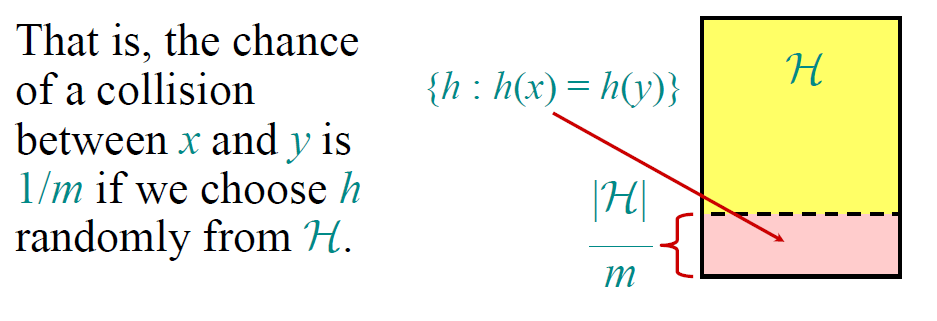 That is, the chance
of a collision
between x and y is
1/m if we choose h
randomly from ℋ.
{h : h(x) = h(y)}
ℋ
|ℋ|
m